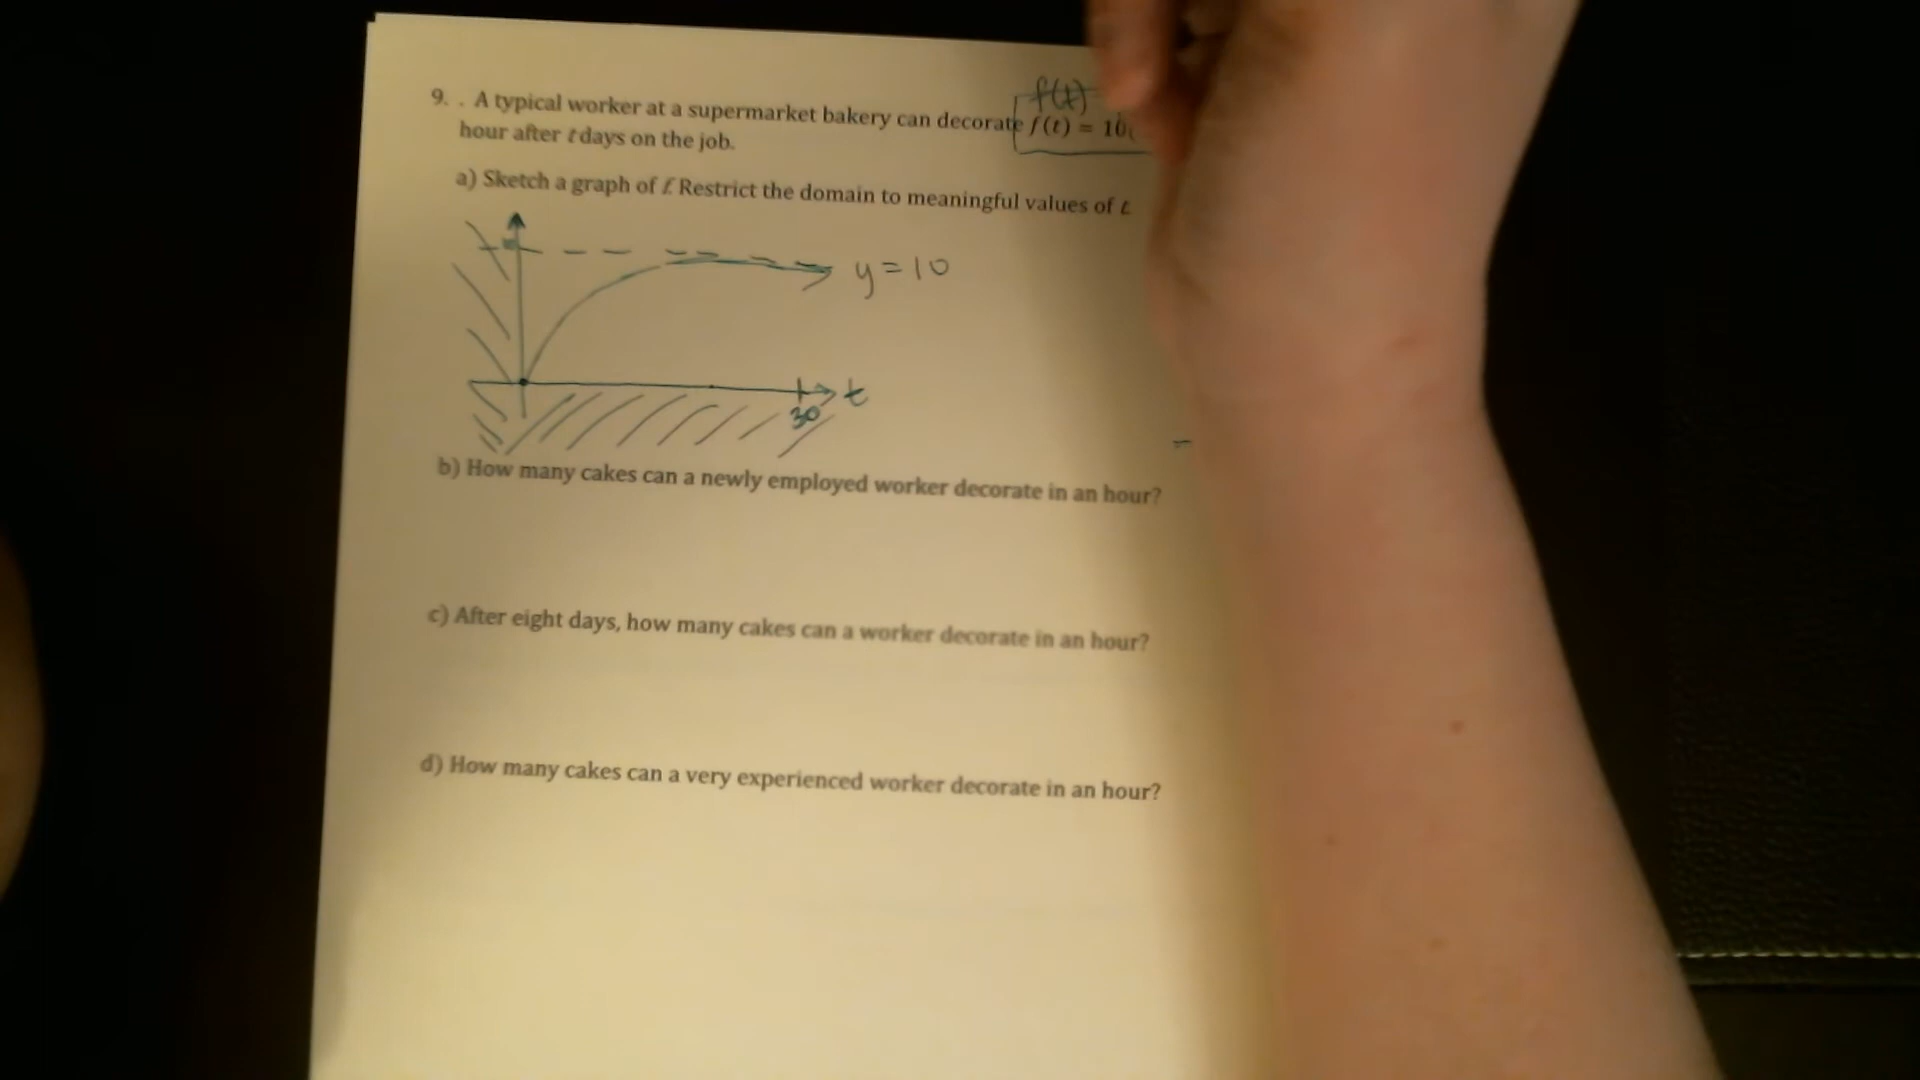 f(t)
9. . A typical worker at a supermarket bakery can decorate f(t) = 10(
hour after t days on the job.
a) Sketch a graph of f. Restrict the domain to meaningful values of t.
y=10
t
30
b) How many cakes can a newly employed worker decorate in an hour?
c) After eight days, how many cakes can a worker decorate in an hour?
d) How many cakes can a very experienced worker decorate in an hour?